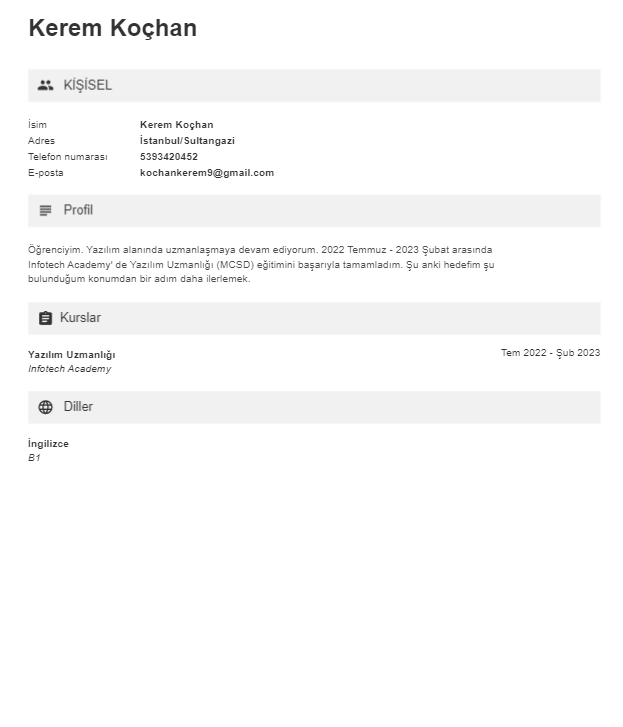 Kerem Koçhan
KİŞİSEL
İsim Kerem Koçhan
Adres İstanbul/Sultangazi
Telefon numarası 5393420452
E-posta kochankerem9@gmail.com
Profil
Öğrenciyim. Yazılım alanında uzmanlaşmaya devam ediyorum. 2022 Temmuz - 2023 Şubat arasında
Infotech Academy' de Yazılım Uzmanlığı (MCSD) eğitimini başarıyla tamamladım. Şu anki hedefim şu
bulunduğum konumdan bir adım daha ilerlemek.
Kurslar
Yazılım Uzmanlığı Tem 2022 - Şub 2023
Infotech Academy
Diller
İngilizce
B1